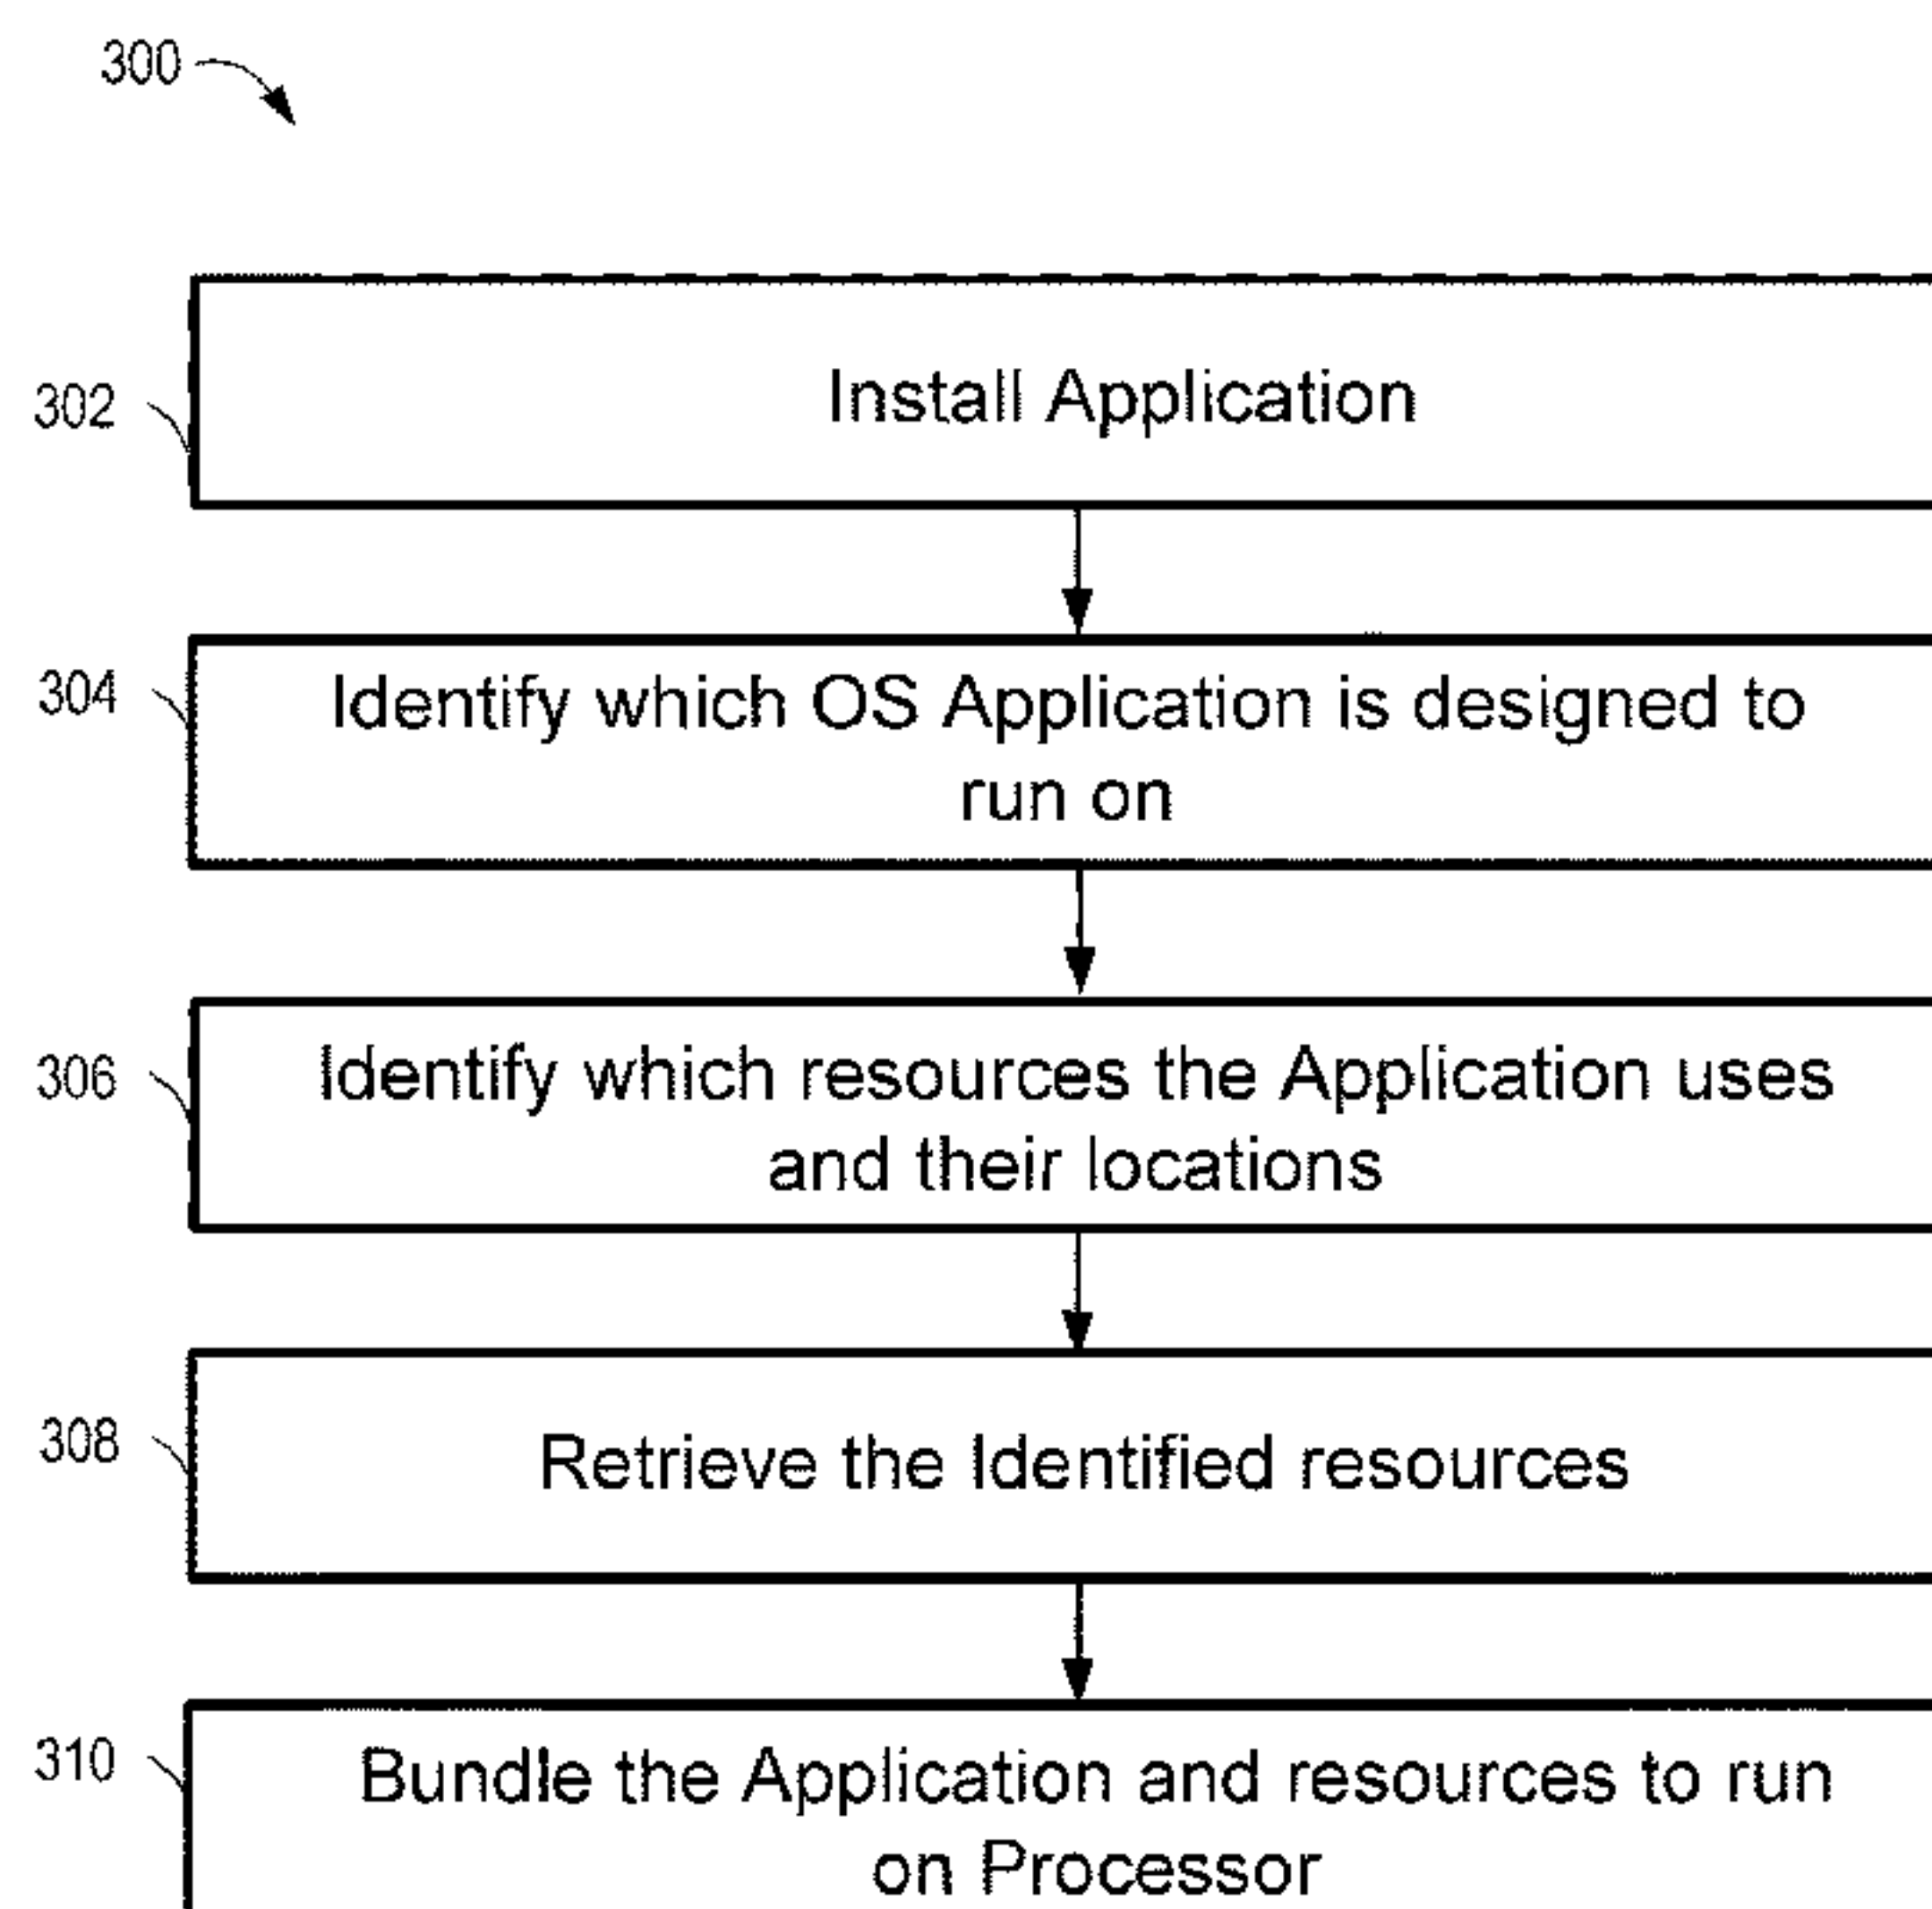 300
302
Install Application
304
Identify which OS Application is designed to
run on
306
Identify which resources the Application uses
and their locations
308
Retrieve the Identified resources
310
Bundle the Application and resources to run
on Processor